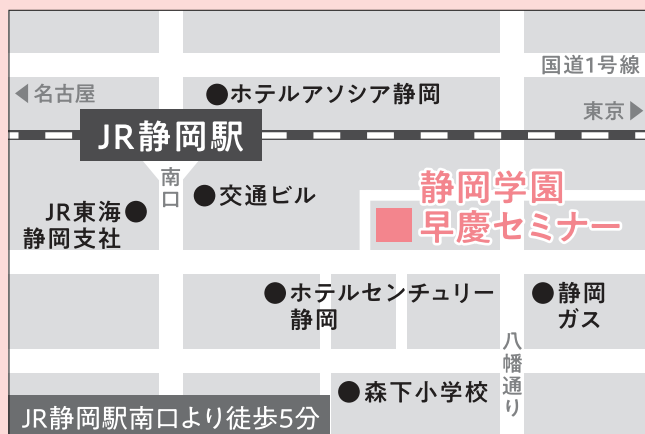 国道1号線
◀名古屋
●ホテルアソシア静岡
東京▶
JR静岡駅
南口
●交通ビル
JR東海●
静岡支社
静岡学園
早慶セミナー
●ホテルセンチュリー
静岡
●静岡
ガス
八幡通り
●森下小学校
JR静岡駅南口より徒歩5分